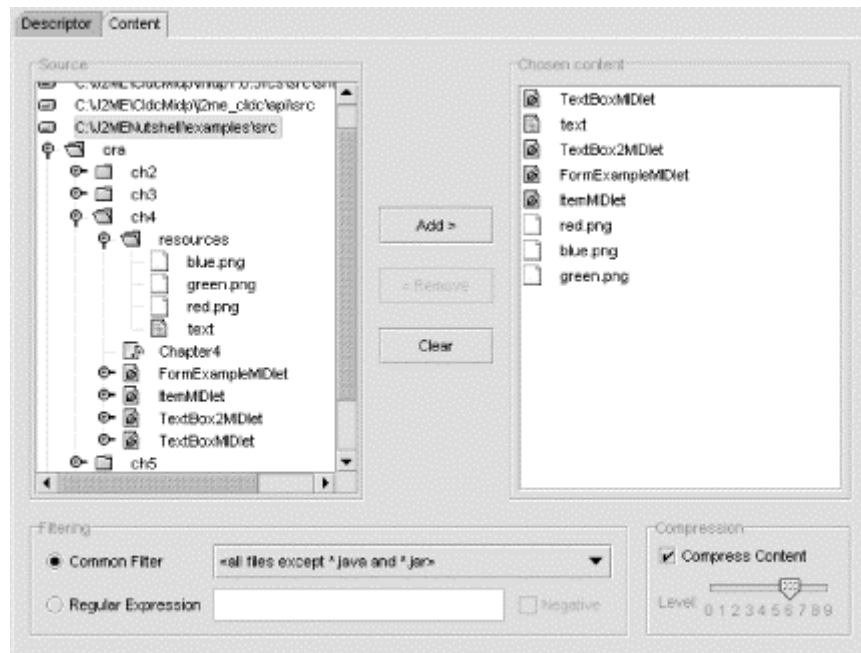 Descriptor Content
Source
C:\J2ME\CldcMidp\j2me_cldc\api\src
C:\J2MENutshell\examples\src
ora
ch2
ch3
ch4
resources
blue.png
green.png
red.png
text
Chapter4
FormExampleMIDlet
ItemMIDlet
TextBox2MIDlet
TextBoxMIDlet
ch5
Add >
< Remove
Clear
Chosen content
TextBoxMIDlet
text
TextBox2MIDlet
FormExampleMIDlet
ItemMIDlet
red.png
blue.png
green.png
Filtering
Common Filter <all files except *.java and *.jar>
Regular Expression Negative
Compression
Compress Content
Level: 0 1 2 3 4 5 6 7 8 9